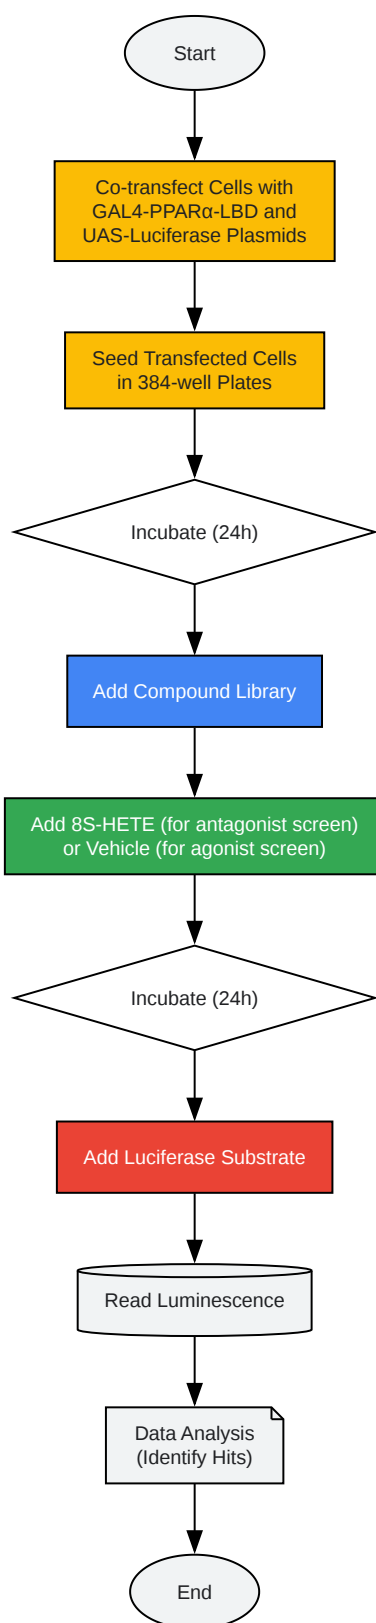 Start
Co-transfect Cells with
GAL4-PPARα-LBD and
UAS-Luciferase Plasmids
Seed Transfected Cells
in 384-well Plates
Incubate (24h)
Add Compound Library
Add 8S-HETE (for antagonist screen)
or Vehicle (for agonist screen)
Incubate (24h)
Add Luciferase Substrate
Read Luminescence
Data Analysis
(Identify Hits)
End